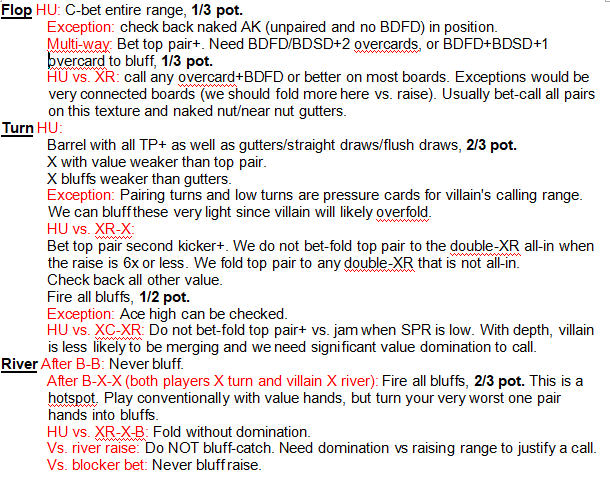 Flop HU: C-bet entire range, 1/3 pot.
Exception: check back naked AK (unpaired and no BDFD) in position.
Multi-way: Bet top pair+. Need BDFD/BDSD+2 overcards, or BDFD+BDSD+1
overcard to bluff, 1/3 pot.
HU vs. XR: call any overcard+BDFD or better on most boards. Exceptions would be
very connected boards (we should fold more here vs. raise). Usually bet-call all pairs
on this texture and naked nut/near nut gutters.
Turn HU:
Barrel with all TP+ as well as gutters/straight draws/flush draws, 2/3 pot.
X with value weaker than top pair.
X bluffs weaker than gutters.
Exception: Pairing turns and low turns are pressure cards for villain's calling range.
We can bluff these very light since villain will likely overfold.
HU vs. XR-X:
Bet top pair second kicker+. We do not bet-fold top pair to the double-XR all-in when
the raise is 6x or less. We fold top pair to any double-XR that is not all-in.
Check back all other value.
Fire all bluffs, 1/2 pot.
Exception: Ace high can be checked.
HU vs. XC-XR: Do not bet-fold top pair+ vs. jam when SPR is low. With depth, villain
is less likely to be merging and we need significant value domination to call.
River After B-B: Never bluff.
After B-X-X (both players X turn and villain X river): Fire all bluffs, 2/3 pot. This is a
hotspot. Play conventionally with value hands, but turn your very worst one pair
hands into bluffs.
HU vs. XR-X-B: Fold without domination.
Vs. river raise: Do NOT bluff-catch. Need domination vs raising range to justify a call.
Vs. blocker bet: Never bluff raise.